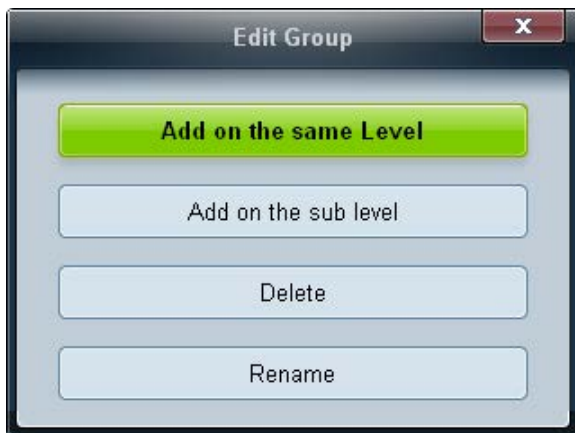 Edit Group
x
Add on the same Level
Add on the sub level
Delete
Rename